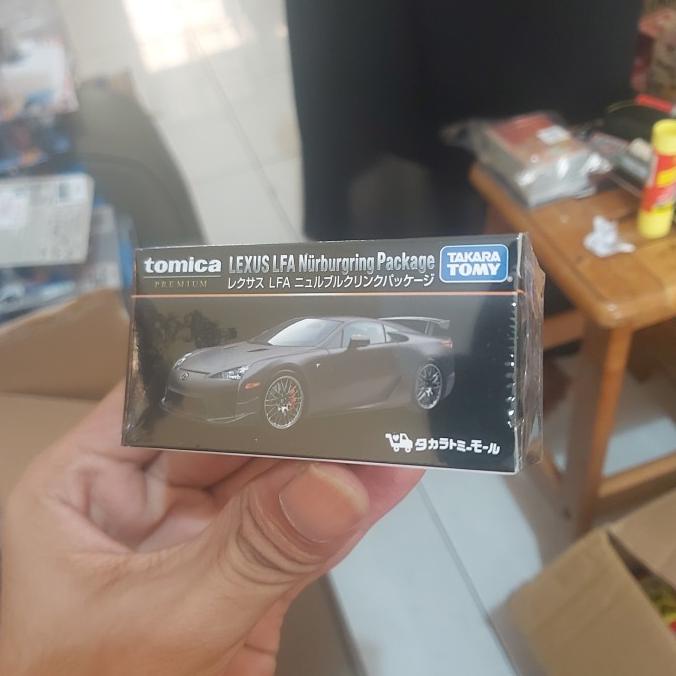 tomica
PREMIUM
LEXUS LFA Nürburgring Package
レクサス LFA ニュルブルクリンクパッケージ
TAKARA
TOMY
タカラトミーモール